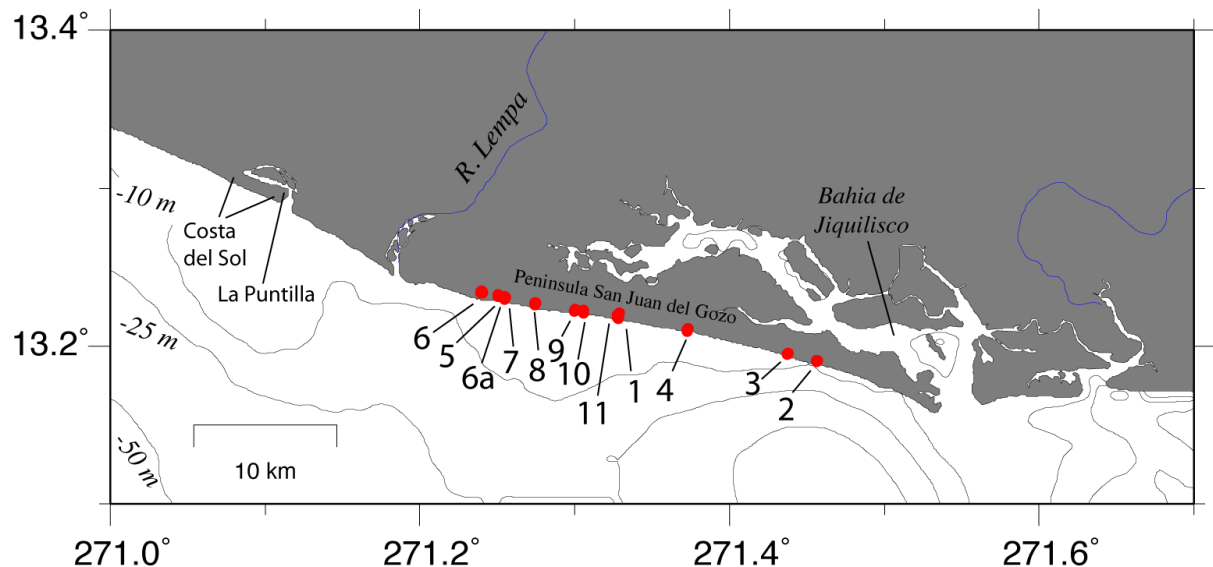 13.4°
R. Lempa
-10 m
Bahia de
Jiquilisco
Costa
del Sol
La Puntilla
Peninsula San Juan del Gozo
-25 m
13.2°
6
5
6a
7
8
9
10
11
1
4
3
2
-50 m
10 km
271.0°
271.2°
271.4°
271.6°